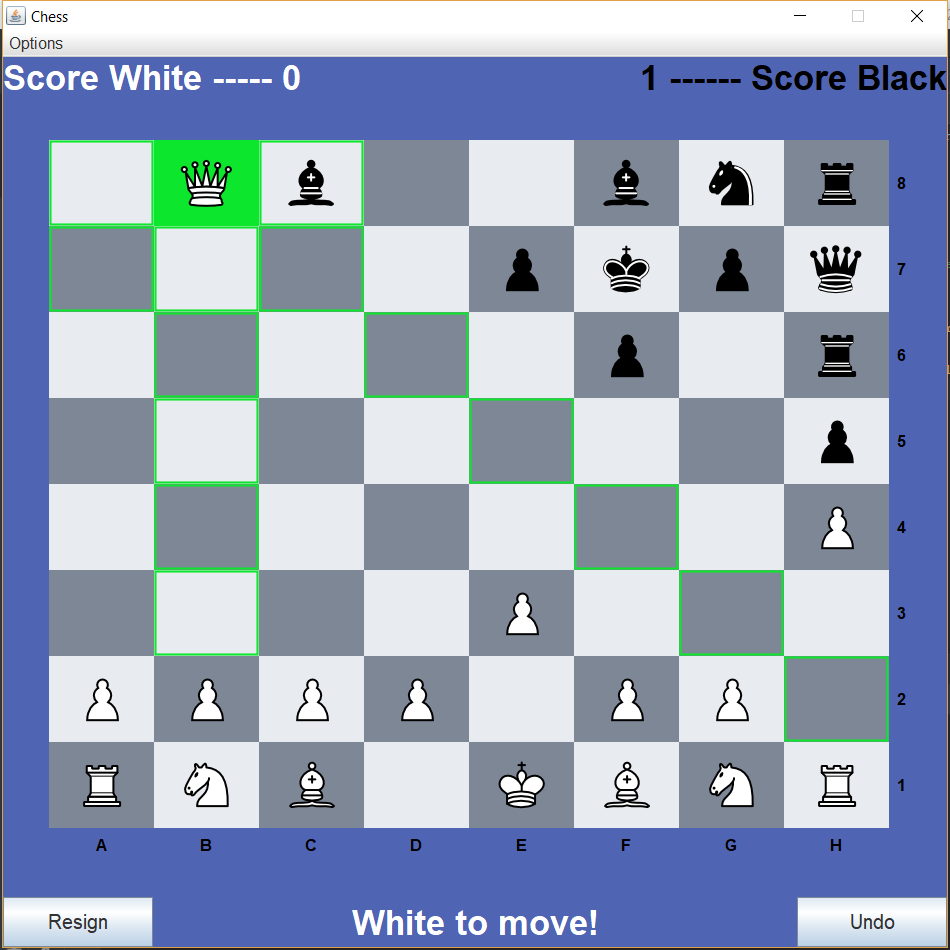 Chess
Options
Score White ----- 0
1 ------ Score Black
8
7
6
5
4
3
2
1
A B C D E F G H
Resign
White to move!
Undo